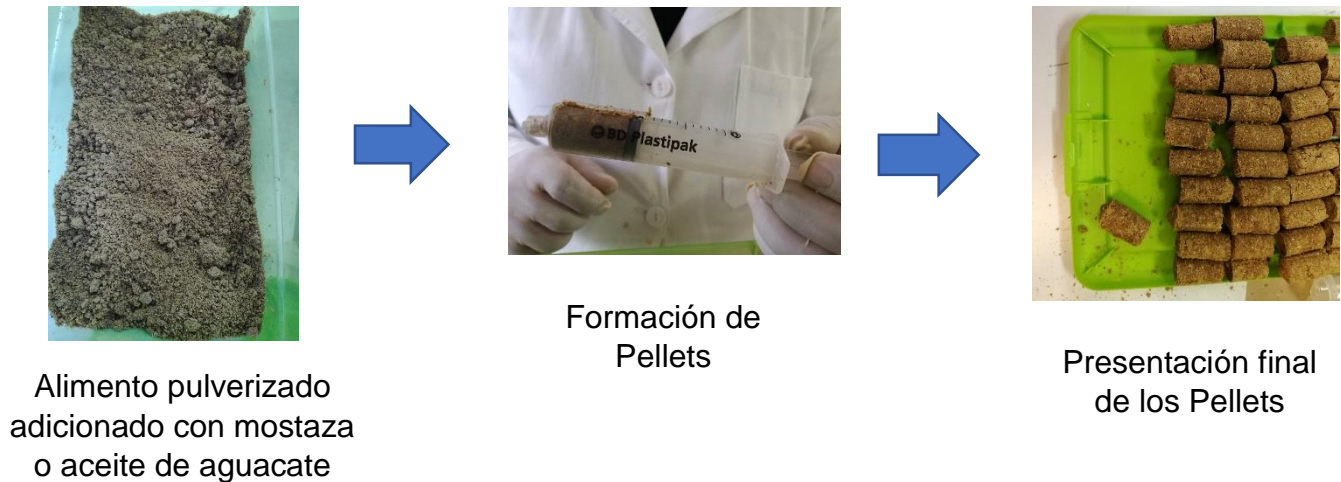 BD Plastipak
Formación de
Pellets
Presentación final
de los Pellets
Alimento pulverizado
adicionado con mostaza
o aceite de aguacate